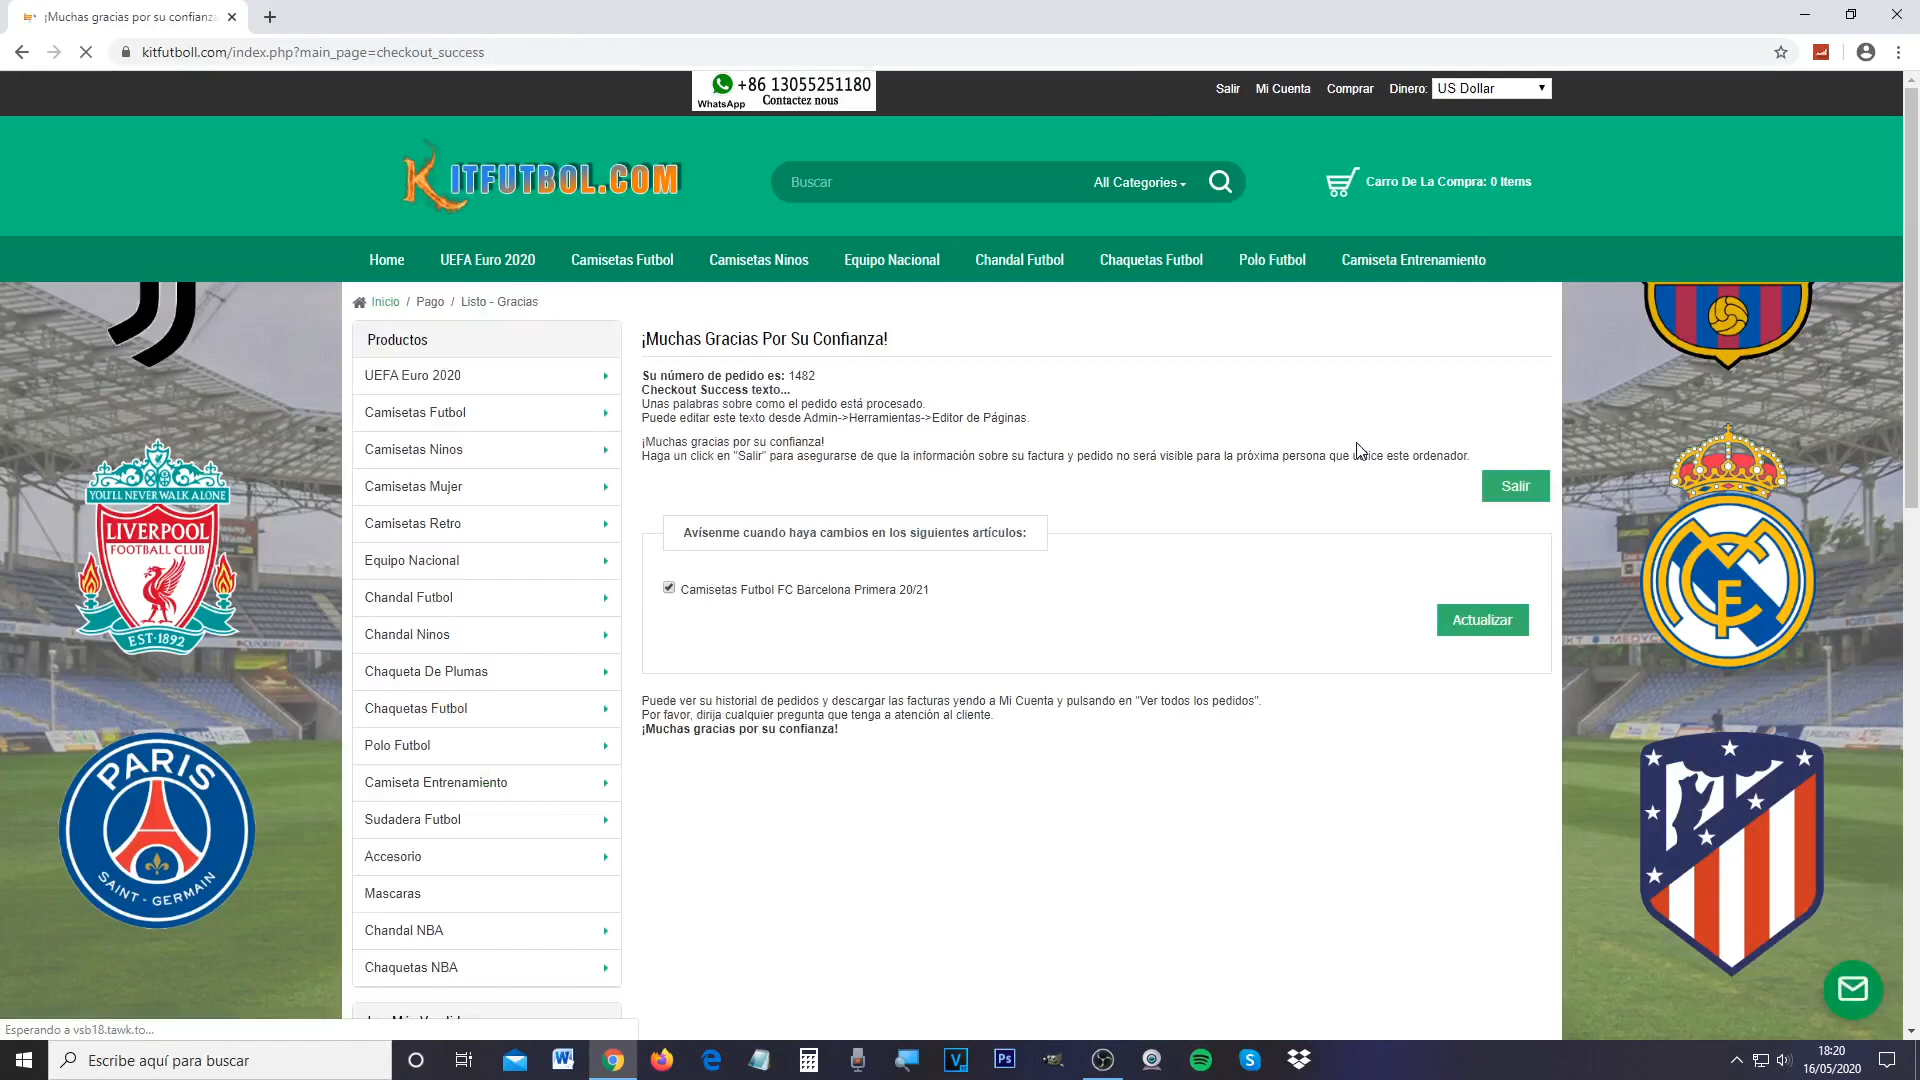 ¡Muchas gracias por su confianza
kitfutboll.com/index.php?main_page=checkout_success
WhatsApp
+86 13055251180
Contactez nous
Salir
Mi Cuenta
Comprar
Dinero:
US Dollar
KITFUTBOL.COM
Buscar
All Categories
Carro De La Compra: 0 Items
Home
UEFA Euro 2020
Camisetas Futbol
Camisetas Ninos
Equipo Nacional
Chandal Futbol
Chaquetas Futbol
Polo Futbol
Camiseta Entrenamiento
Inicio / Pago / Listo - Gracias
Productos
UEFA Euro 2020
Camisetas Futbol
Camisetas Ninos
Camisetas Mujer
Camisetas Retro
Equipo Nacional
Chandal Futbol
Chandal Ninos
Chaqueta De Plumas
Chaquetas Futbol
Polo Futbol
Camiseta Entrenamiento
Sudadera Futbol
Accesorio
Mascaras
Chandal NBA
Chaquetas NBA
¡Muchas Gracias Por Su Confianza!
Su número de pedido es: 1482
Checkout Success texto...
Unas palabras sobre como el pedido está procesado.
Puede editar este texto desde Admin->Herramientas->Editor de Páginas.
¡Muchas gracias por su confianza!
Haga un click en "Salir" para asegurarse de que la información sobre su factura y pedido no será visible para la próxima persona que este ordenador.
Salir
Avísenme cuando haya cambios en los siguientes artículos:
Camisetas Futbol FC Barcelona Primera 20/21
Actualizar
Puede ver su historial de pedidos y descargar las facturas yendo a Mi Cuenta y pulsando en "Ver todos los pedidos".
Por favor, dirija cualquier pregunta que tenga a atención al cliente.
¡Muchas gracias por su confianza!
YOU'LL NEVER WALK ALONE
LIVERPOOL
FOOTBALL CLUB
EST·1892
PARIS
SAINT-GERMAIN
Esperando a vsb18.tawk.to...
Escribe aquí para buscar
18:20
16/05/2020